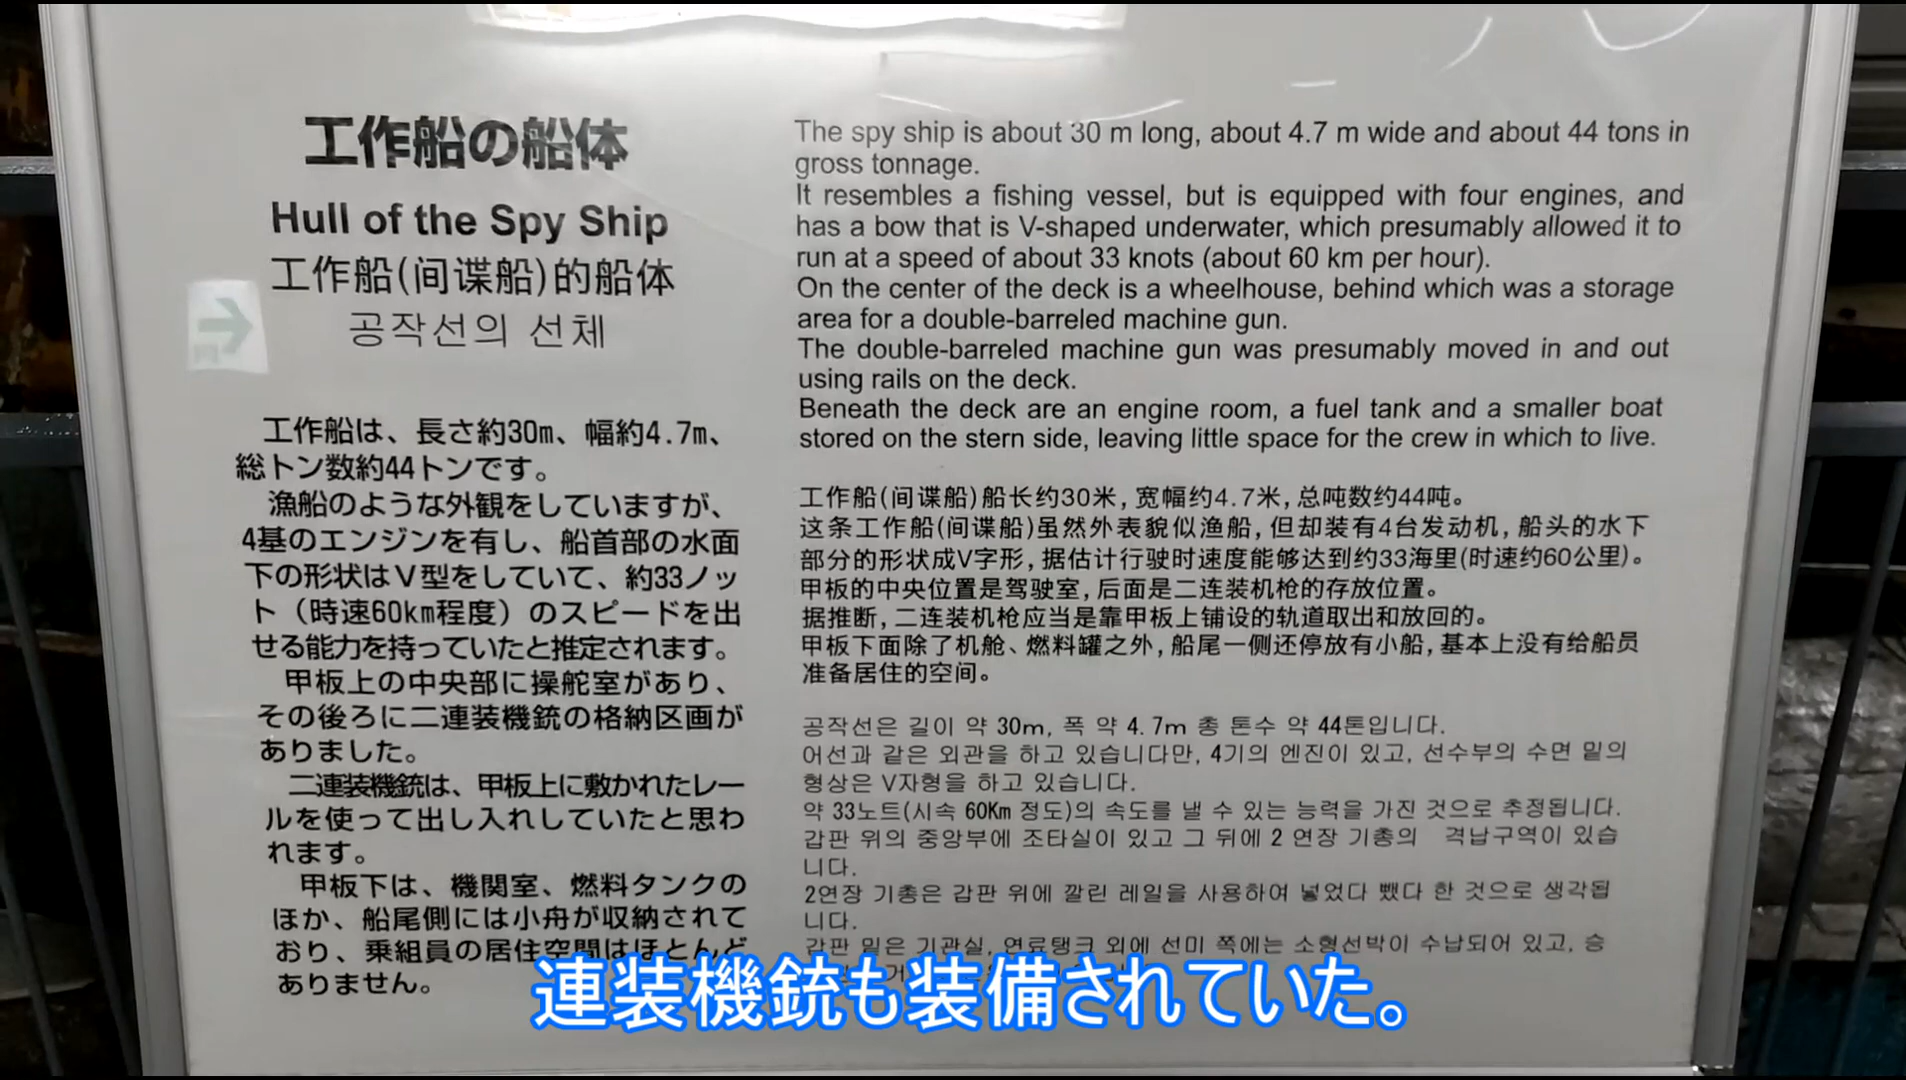 工作船の船体
Hull of the Spy Ship
工作船(间谍船)的船体
공작선의 선체
工作船は、長さ約30m、幅約4.7m、
総トン数約44トンです。
漁船のような外観をしていますが、
4基のエンジンを有し、船首部の水面
下の形状はV型をしていて、約33ノッ
ト（時速60km程度）のスピードを出
せる能力を持っていたと推定されます。
甲板上の中央部に操舵室があり、
その後ろに二連装機銃の格納区画が
ありました。
二連装機銃は、甲板上に敷かれたレー
ルを使って出し入れしていたと思わ
れます。
甲板下は、機関室、燃料タンクの
ほか、船尾側には小舟が収納されて
おり、乗組員の居住空間はほとんど
ありません。
The spy ship is about 30 m long, about 4.7 m wide and about 44 tons in
gross tonnage.
It resembles a fishing vessel, but is equipped with four engines, and
has a bow that is V-shaped underwater, which presumably allowed it to
run at a speed of about 33 knots (about 60 km per hour).
On the center of the deck is a wheelhouse, behind which was a storage
area for a double-barreled machine gun.
The double-barreled machine gun was presumably moved in and out
using rails on the deck.
Beneath the deck are an engine room, a fuel tank and a smaller boat
stored on the stern side, leaving little space for the crew in which to live.
工作船(间谍船)船长约30米,宽幅约4.7米,总吨数约44吨。
这条工作船(间谍船)虽然外表貌似渔船,但却装有4台发动机,船头的水下
部分的形状成V字形,据估计行驶时速度能够达到约33海里(时速约60公里)。
甲板的中央位置是驾驶室,后面是二连装机枪的存放位置。
据推断,二连装机枪应当是靠甲板上铺设的轨道取出和放回的。
甲板下面除了机舱、燃料罐之外,船尾一侧还停放有小船,基本上没有给船员
准备居住的空间。
공작선은 길이 약 30m, 폭 약 4.7m 총 톤수 약 44톤입니다.
어선과 같은 외관을 하고 있습니다만, 4기의 엔진이 있고, 선수부의 수면 밑의
형상은 V자형을 하고 있습니다.
약 33노트(시속 60Km 정도)의 속도를 낼 수 있는 능력을 가진 것으로 추정됩니다.
갑판 위의 중앙부에 조타실이 있고 그 뒤에 2 연장 기총의 격납구역이 있습
니다.
2연장 기총은 갑판 위에 깔린 레일을 사용하여 넣었다 뺐다 한 것으로 생각됩
니다.
갑판 밑은 기관실, 연료탱크 외에 선미 쪽에는 소형선박이 수납되어 있고, 승
連装機銃も装備されていた。